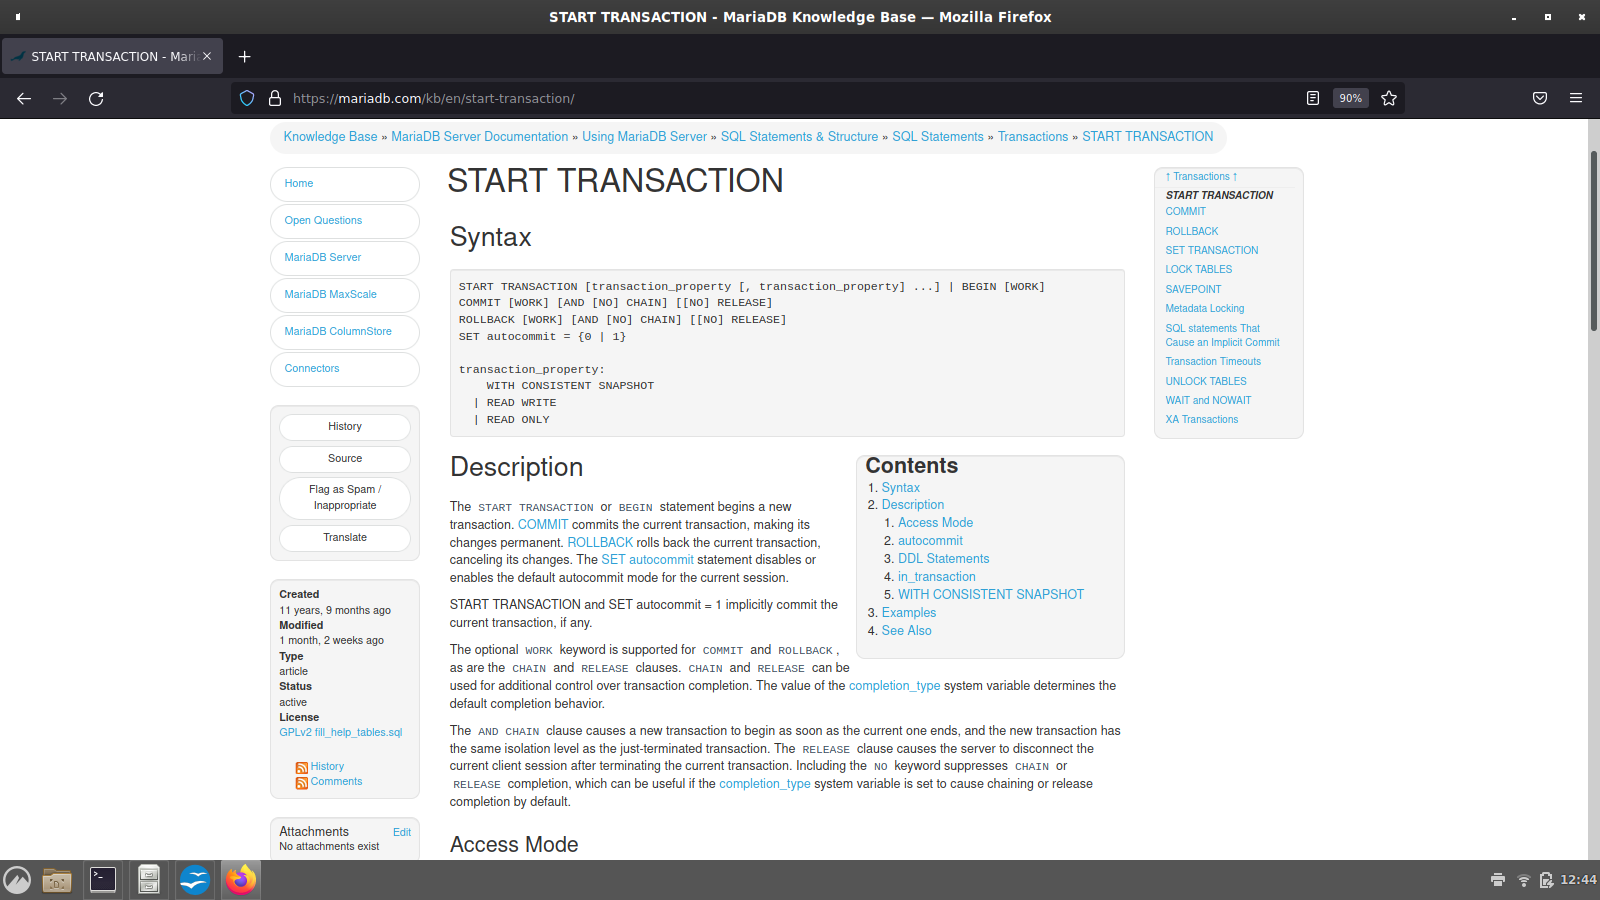 START TRANSACTION - MariaDB Knowledge Base — Mozilla Firefox
START TRANSACTION - Mari
https://mariadb.com/kb/en/start-transaction/
90%
Knowledge Base » MariaDB Server Documentation » Using MariaDB Server » SQL Statements & Structure » SQL Statements » Transactions » START TRANSACTION
Home
Open Questions
MariaDB Server
MariaDB MaxScale
MariaDB ColumnStore
Connectors
History
Source
Flag as Spam /
Inappropriate
Translate
Created
11 years, 9 months ago
Modified
1 month, 2 weeks ago
Type
article
Status
active
License
GPLv2 fill_help_tables.sql
History
Comments
Attachments
Edit
No attachments exist
START TRANSACTION
Syntax
START TRANSACTION [transaction_property [, transaction_property] ...] | BEGIN [WORK]
COMMIT [WORK] [AND [NO] CHAIN] [[NO] RELEASE]
ROLLBACK [WORK] [AND [NO] CHAIN] [[NO] RELEASE]
SET autocommit = {0 | 1}
transaction_property:
WITH CONSISTENT SNAPSHOT
| READ WRITE
| READ ONLY
Description
The START TRANSACTION or BEGIN statement begins a new
transaction. COMMIT commits the current transaction, making its
changes permanent. ROLLBACK rolls back the current transaction,
canceling its changes. The SET autocommit statement disables or
enables the default autocommit mode for the current session.
START TRANSACTION and SET autocommit = 1 implicitly commit the
current transaction, if any.
The optional WORK keyword is supported for COMMIT and ROLLBACK,
as are the CHAIN and RELEASE clauses. CHAIN and RELEASE can be
used for additional control over transaction completion. The value of the completion_type system variable determines the
default completion behavior.
The AND CHAIN clause causes a new transaction to begin as soon as the current one ends, and the new transaction has
the same isolation level as the just-terminated transaction. The RELEASE clause causes the server to disconnect the
current client session after terminating the current transaction. Including the NO keyword suppresses CHAIN or
RELEASE completion, which can be useful if the completion_type system variable is set to cause chaining or release
completion by default.
Access Mode
Contents
1. Syntax
2. Description
1. Access Mode
2. autocommit
3. DDL Statements
4. in_transaction
5. WITH CONSISTENT SNAPSHOT
3. Examples
4. See Also
↑ Transactions ↑
START TRANSACTION
COMMIT
ROLLBACK
SET TRANSACTION
LOCK TABLES
SAVEPOINT
Metadata Locking
SQL statements That
Cause an Implicit Commit
Transaction Timeouts
UNLOCK TABLES
WAIT and NOWAIT
XA Transactions
12:44